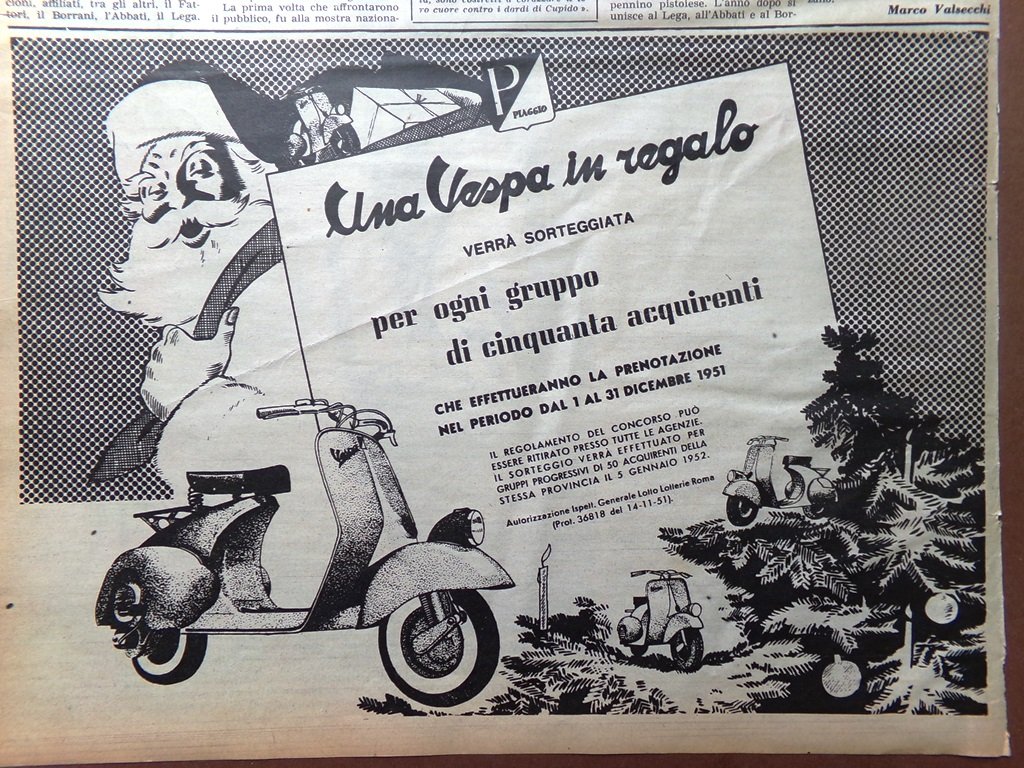 cioni, affiliati, tra gli altri, il Fat-
tori, il Borrani, l'Abbati, il Lega.
La prima volta che affrontarono
il pubblico, fu alla mostra naziona-
ro cuore contro i dardi di Cupido ».
pennino pistoiese. L'anno dopo si
unisce al Lega, all'Abbati e al Bor-
Marco Valsecchi
P
PIAGGIO
Una Vespa in regalo
VERRÀ SORTEGGIATA
per ogni gruppo
di cinquanta acquirenti
CHE EFFETTUERANNO LA PRENOTAZIONE
NEL PERIODO DAL 1 AL 31 DICEMBRE 1951
IL REGOLAMENTO DEL CONCORSO PUÒ
ESSERE RITIRATO PRESSO TUTTE LE AGENZIE.
IL SORTEGGIO VERRÀ EFFETTUATO PER
GRUPPI PROGRESSIVI DI 50 ACQUIRENTI DELLA
STESSA PROVINCIA IL 5 GENNAIO 1952.
Autorizzazione Ispett. Generale Lotto Lotterie Roma
(Prot. 36818 del 14-11-51).
Vespa